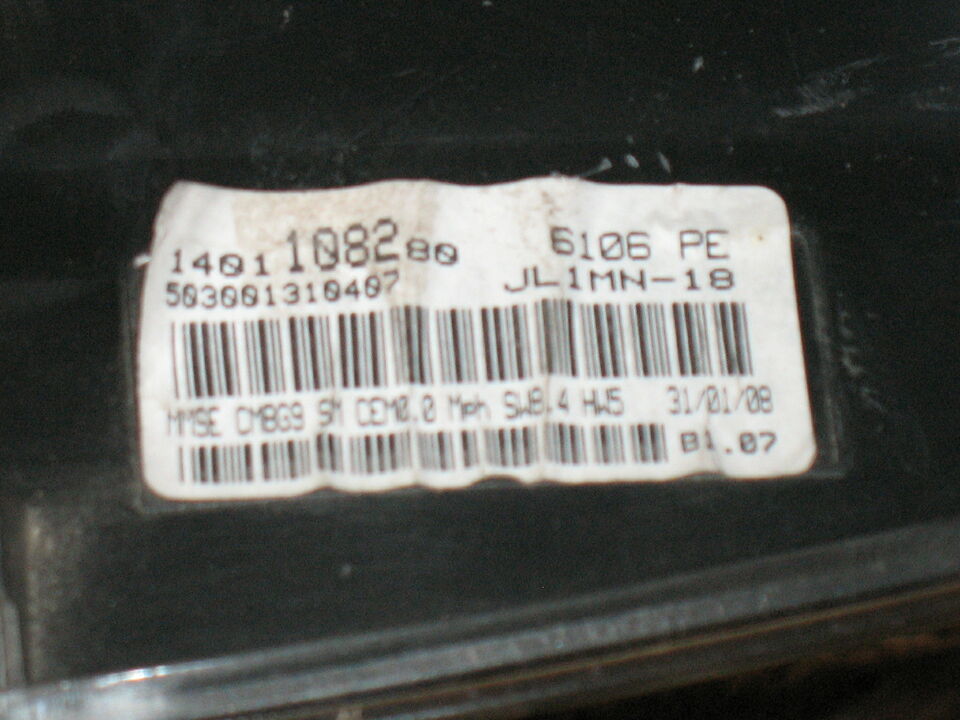 1401 1082 80 6106 PE
503001310407 JL1MN-18
MMSE CM8G9 SM CEM0.0 Mph SW8.4 HW5 31/01/08
B1.07